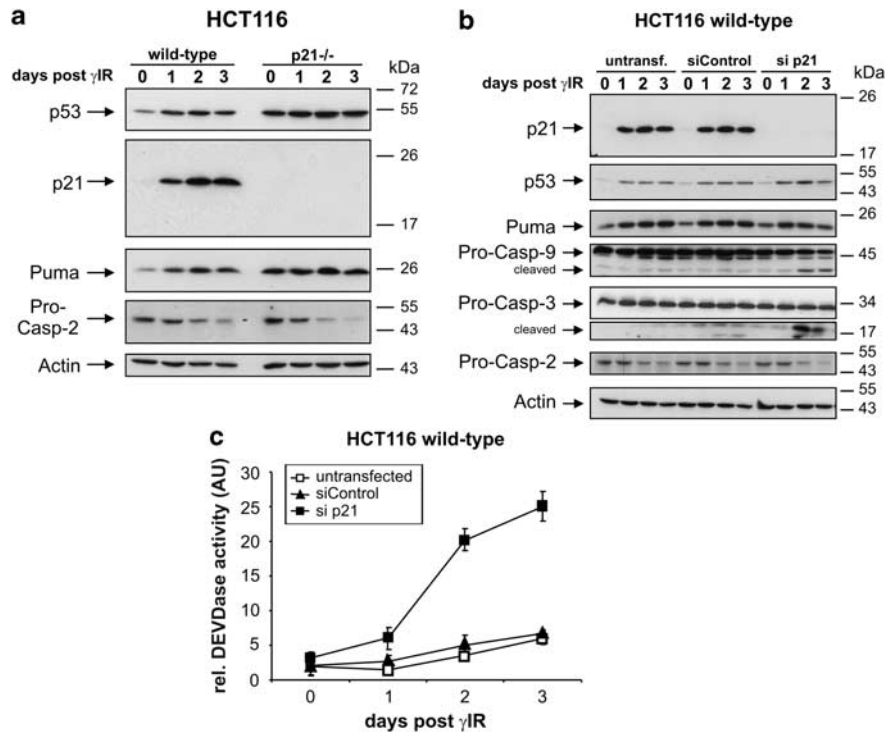 a
HCT116
wild-type p21-/-
days post γIR 0 1 2 3 0 1 2 3 kDa
72
p53 55
26
p21
17
Puma 26
Pro-
Casp-2
55
43
Actin 43
b
HCT116 wild-type
untransf. siControl si p21
days post γIR 0 1 2 3 0 1 2 3 0 1 2 3 kDa
26
p21
17
p53 55
43
Puma 26
Pro-Casp-9 45
cleaved
Pro-Casp-3 34
cleaved 17
Pro-Casp-2 55
43
Actin 55
43
c
HCT116 wild-type
untransfected
siControl
si p21
rel. DEVDase activity (AU)
30
25
20
15
10
5
0
0 1 2 3
days post γIR